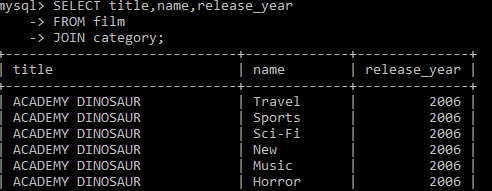 mysql> SELECT title,name,release_year
-> FROM film
-> JOIN category;
+----------------------------+-------------+--------------+
| title | name | release_year |
+----------------------------+-------------+--------------+
| ACADEMY DINOSAUR | Travel | 2006 |
| ACADEMY DINOSAUR | Sports | 2006 |
| ACADEMY DINOSAUR | Sci-Fi | 2006 |
| ACADEMY DINOSAUR | New | 2006 |
| ACADEMY DINOSAUR | Music | 2006 |
| ACADEMY DINOSAUR | Horror | 2006 |